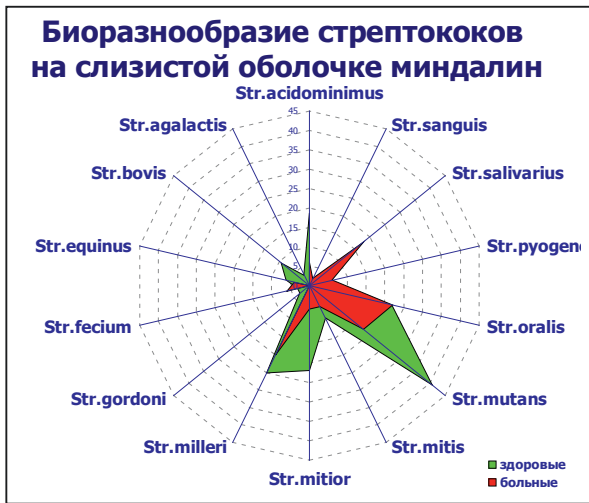 Биоразнообразие стрептококов
на слизистой оболочке миндалин
Str.acidominimus
Str.sanguis
Str.salivarius
Str.pyogene
Str.oralis
Str.mutans
Str.mitis
Str.mitior
Str.milleri
Str.gordoni
Str.fecium
Str.equinus
Str.bovis
Str.agalactis
45
40
35
30
25
20
15
10
5
здоровые
больные